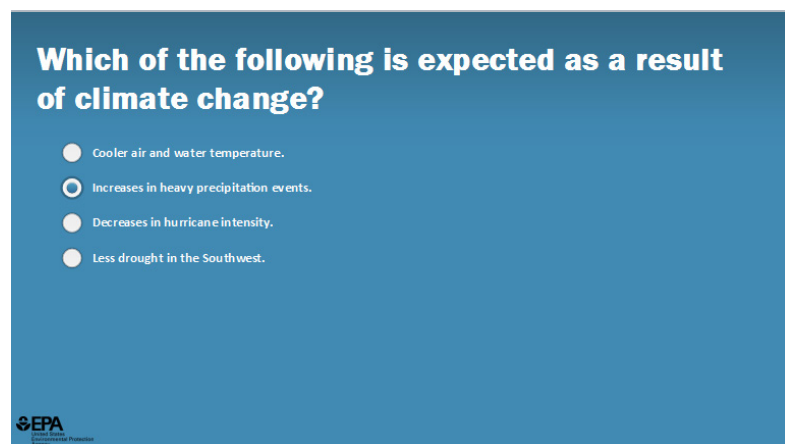 Which of the following is expected as a result
of climate change?
Cooler air and water temperature.
Increases in heavy precipitation events.
Decreases in hurricane intensity.
Less drought in the Southwest.
EPA
United States
Environmental Protection